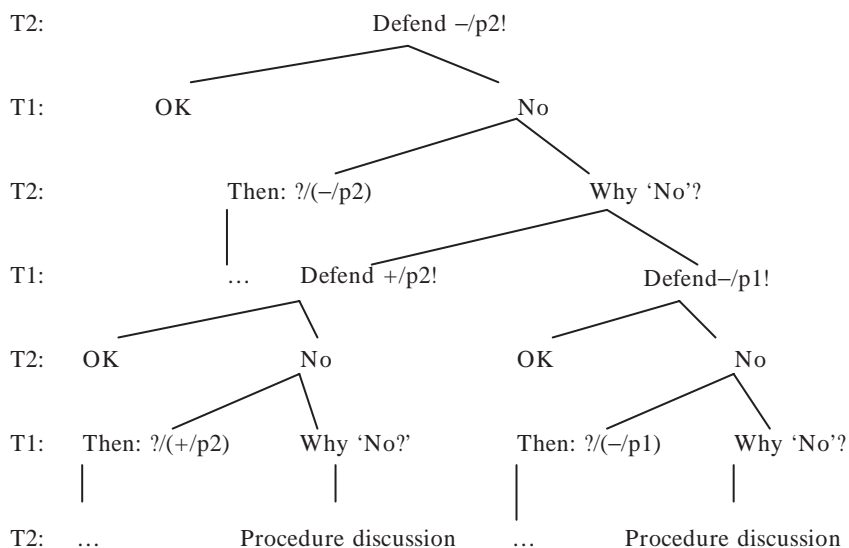 T2: Defend –/p2!
T1: OK No
T2: Then: ?/(–/p2) Why ‘No’?
T1: … Defend +/p2! Defend–/p1!
T2: OK No OK No
T1: Then: ?/(+/p2) Why ‘No?’ Then: ?/(–/p1) Why ‘No’?
T2: … Procedure discussion … Procedure discussion